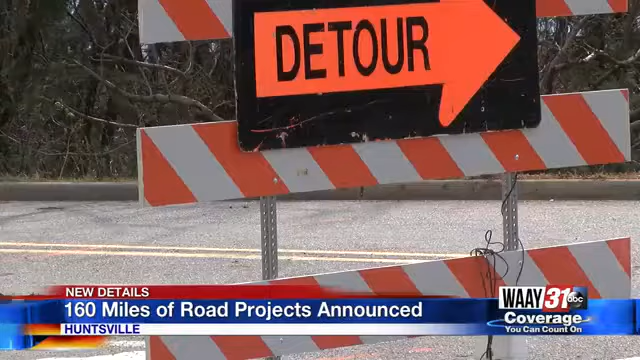 DETOUR
NEW DETAILS
160 Miles of Road Projects Announced
HUNTSVILLE
WAAY 31 abc
Coverage
You Can Count On